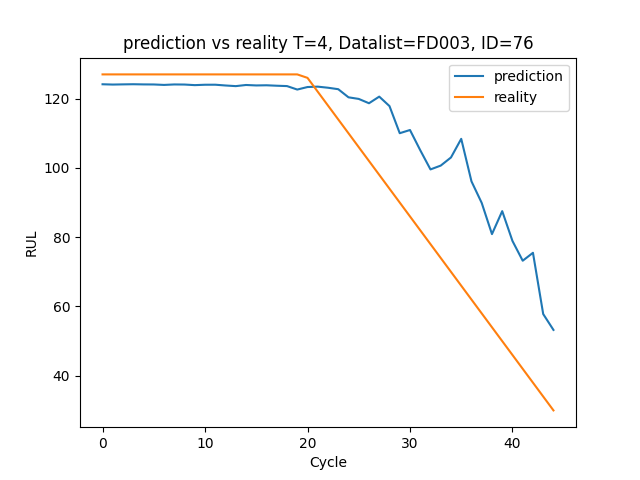 prediction vs reality T=4, Datalist=FD003, ID=76
prediction
reality
RUL
120
100
80
60
40
0 10 20 30 40
Cycle